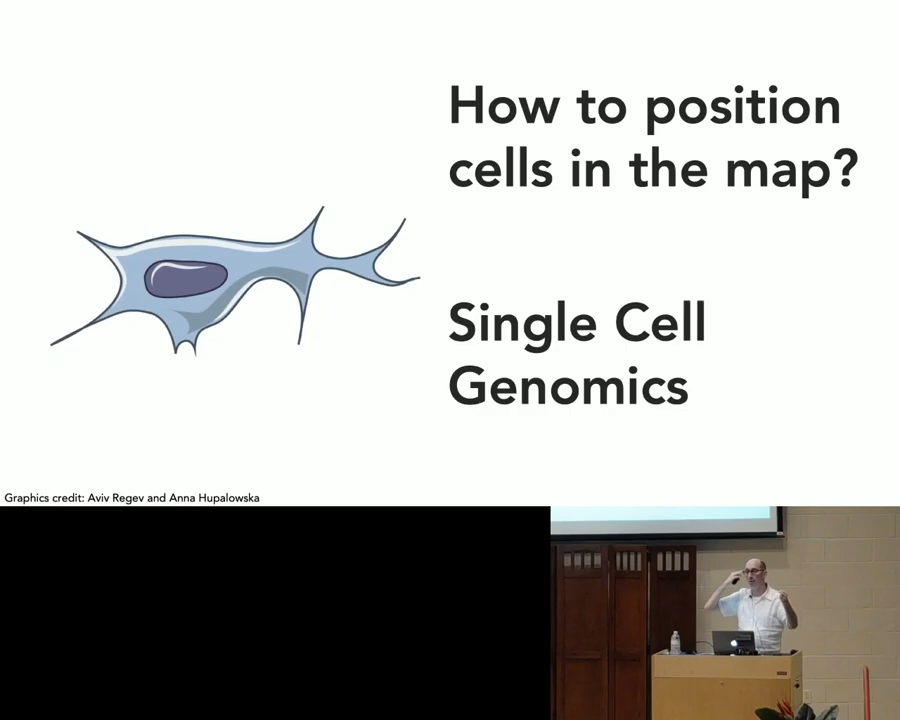 How to position
cells in the map?
Single Cell
Genomics
Graphics credit: Aviv Regev and Anna Hupalowska